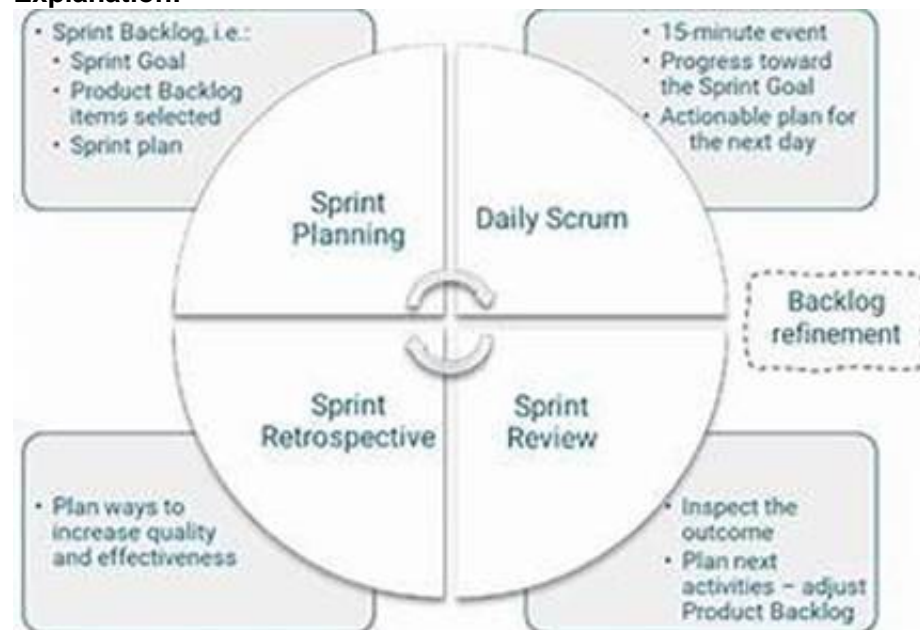 Explanation:
• Sprint Backlog, i.e.:
• Sprint Goal
• Product Backlog
items selected
• Sprint plan
• 15-minute event
• Progress toward
the Sprint Goal
• Actionable plan for
the next day
Sprint
Planning
Daily Scrum
Backlog
refinement
Sprint
Retrospective
Sprint
Review
• Plan ways to
increase quality
and effectiveness
• Inspect the
outcome
• Plan next
activities – adjust
Product Backlog